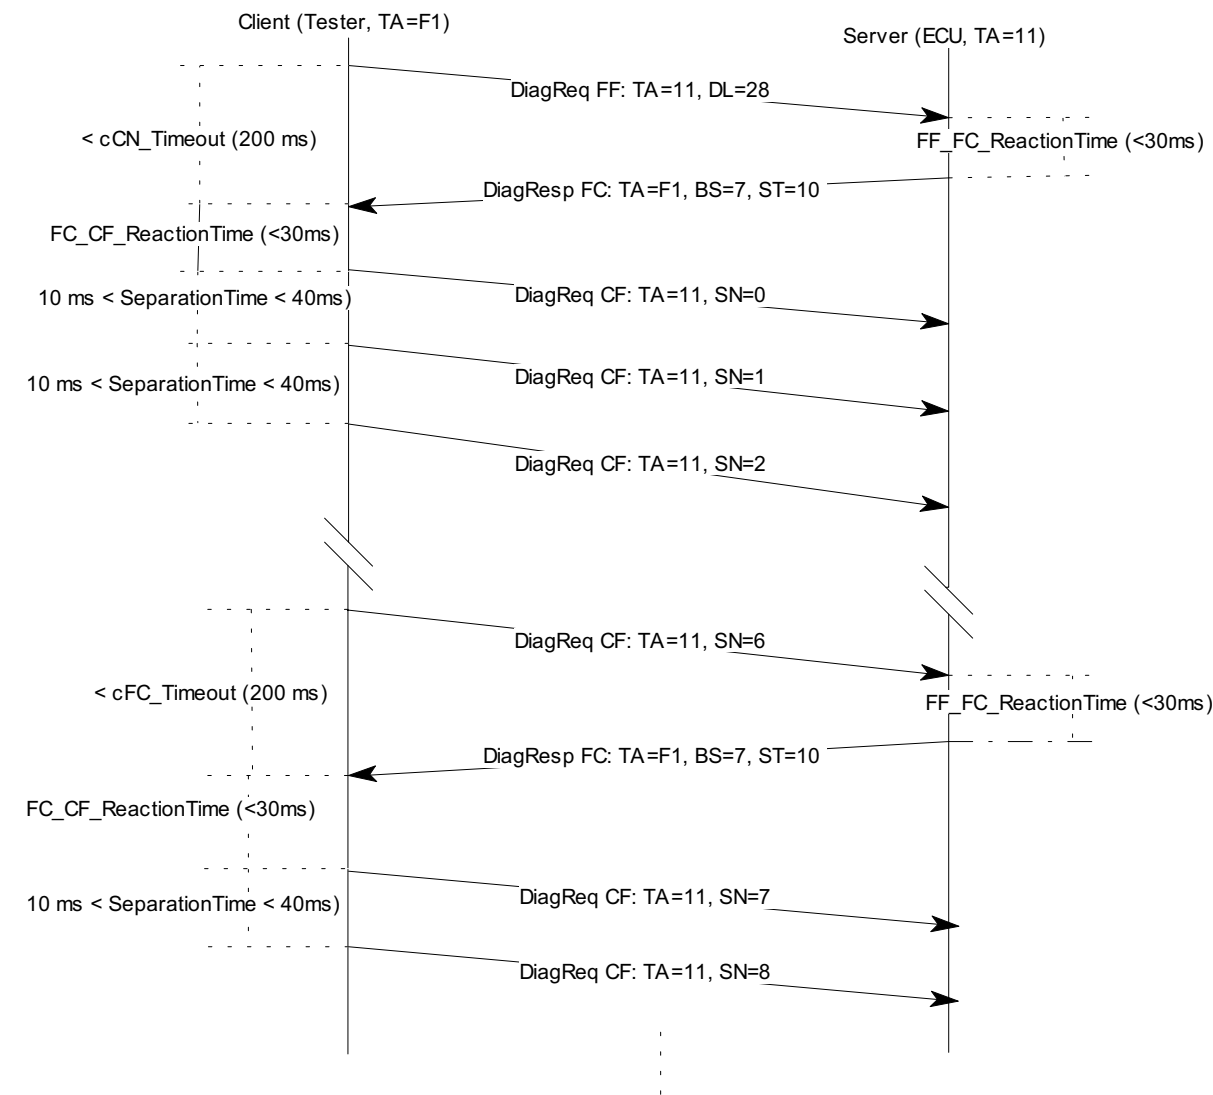 Client (Tester, TA=F1)
Server (ECU, TA=11)
DiagReq FF: TA=11, DL=28
< cCN_Timeout (200 ms)
FF_FC_ReactionTime (<30ms)
DiagResp FC: TA=F1, BS=7, ST=10
FC_CF_ReactionTime (<30ms)
DiagReq CF: TA=11, SN=0
10 ms < SeparationTime < 40ms)
DiagReq CF: TA=11, SN=1
10 ms < SeparationTime < 40ms)
DiagReq CF: TA=11, SN=2
DiagReq CF: TA=11, SN=6
< cFC_Timeout (200 ms)
FF_FC_ReactionTime (<30ms)
DiagResp FC: TA=F1, BS=7, ST=10
FC_CF_ReactionTime (<30ms)
DiagReq CF: TA=11, SN=7
10 ms < SeparationTime < 40ms)
DiagReq CF: TA=11, SN=8